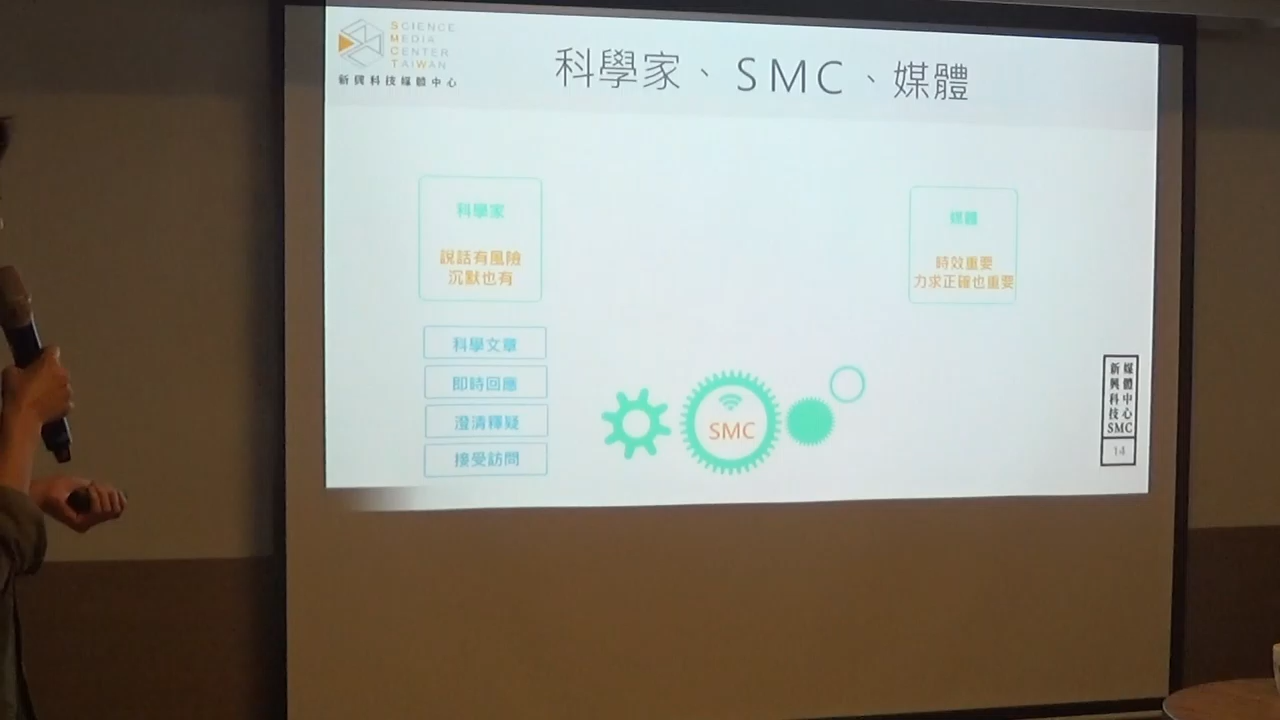 SCIENCE
MEDIA
CENTER
TAIWAN
新興科技媒體中心
科學家、SMC、媒體
科學家
說話有風險
沉默也有
科學文章
即時回應
澄清釋疑
接受訪問
SMC
媒體
時效重要
力求正確也重要
新興科技
媒體中心
SMC
14